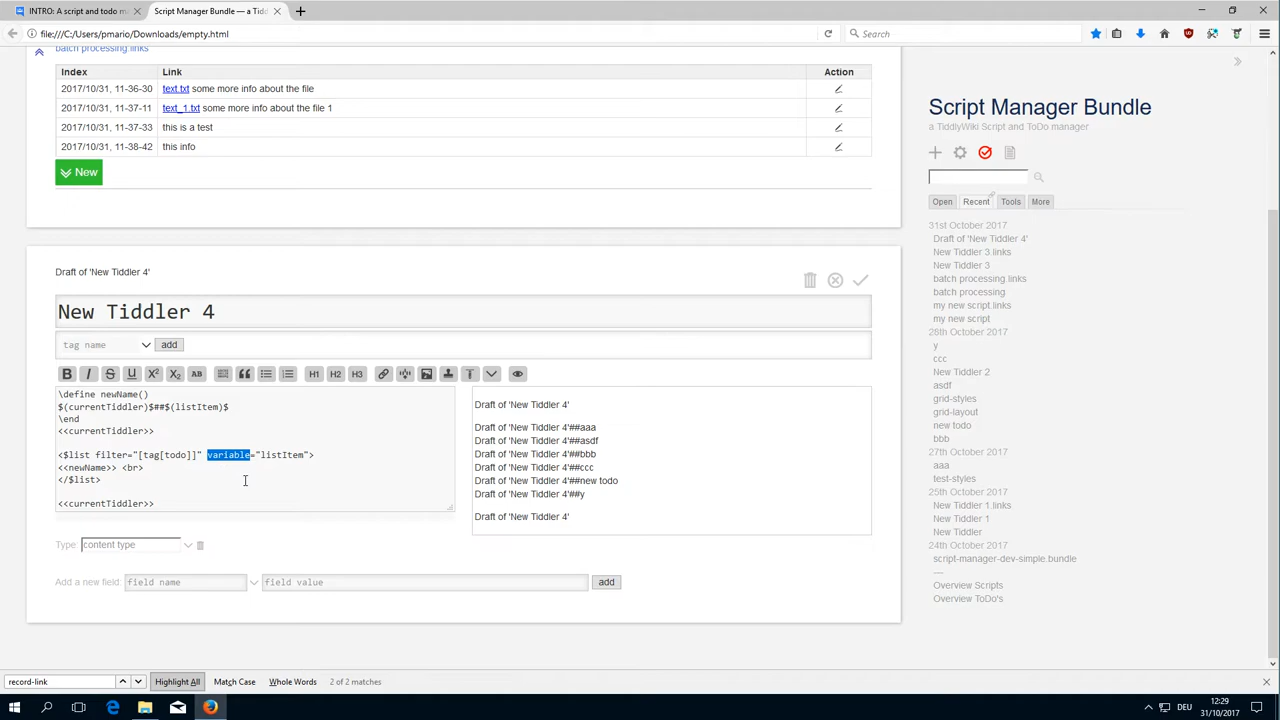 INTRO: A script and todo m
Script Manager Bundle — a Tidd
file:///C:/Users/pmario/Downloads/empty.html
Search
batch processing links
Index Link Action
2017/10/31, 11-36-30 text.txt some more info about the file
2017/10/31, 11-37-11 text_1.txt some more info about the file 1
2017/10/31, 11-37-33 this is a test
2017/10/31, 11-38-42 this info
New
Draft of 'New Tiddler 4'
New Tiddler 4
tag name add
B I S U X2 X2 AB H1 H2 H3
\define newName()
$(currentTiddler)$##$(listItem)$
\end
<<currentTiddler>>
<$list filter="[tag[todo]]" variable="listItem">
<<newName>> <br>
</$list>
<<currentTiddler>>
Draft of 'New Tiddler 4'
Draft of 'New Tiddler 4'##aaa
Draft of 'New Tiddler 4'##asdf
Draft of 'New Tiddler 4'##bbb
Draft of 'New Tiddler 4'##ccc
Draft of 'New Tiddler 4'##new todo
Draft of 'New Tiddler 4'##y
Draft of 'New Tiddler 4'
Type: content type
Add a new field: field name field value add
Script Manager Bundle
a TiddlyWiki Script and ToDo manager
Open Recent Tools More
31st October 2017
Draft of 'New Tiddler 4'
New Tiddler 3.links
New Tiddler 3
batch processing.links
batch processing
my new script.links
my new script
28th October 2017
y
ccc
New Tiddler 2
asdf
grid-styles
grid-layout
new todo
bbb
27th October 2017
aaa
test-styles
25th October 2017
New Tiddler 1.links
New Tiddler 1
New Tiddler
24th October 2017
script-manager-dev-simple.bundle
---
Overview Scripts
Overview ToDo's
record-link Highlight All Match Case Whole Words 2 of 2 matches
DEU
12:29
31/10/2017